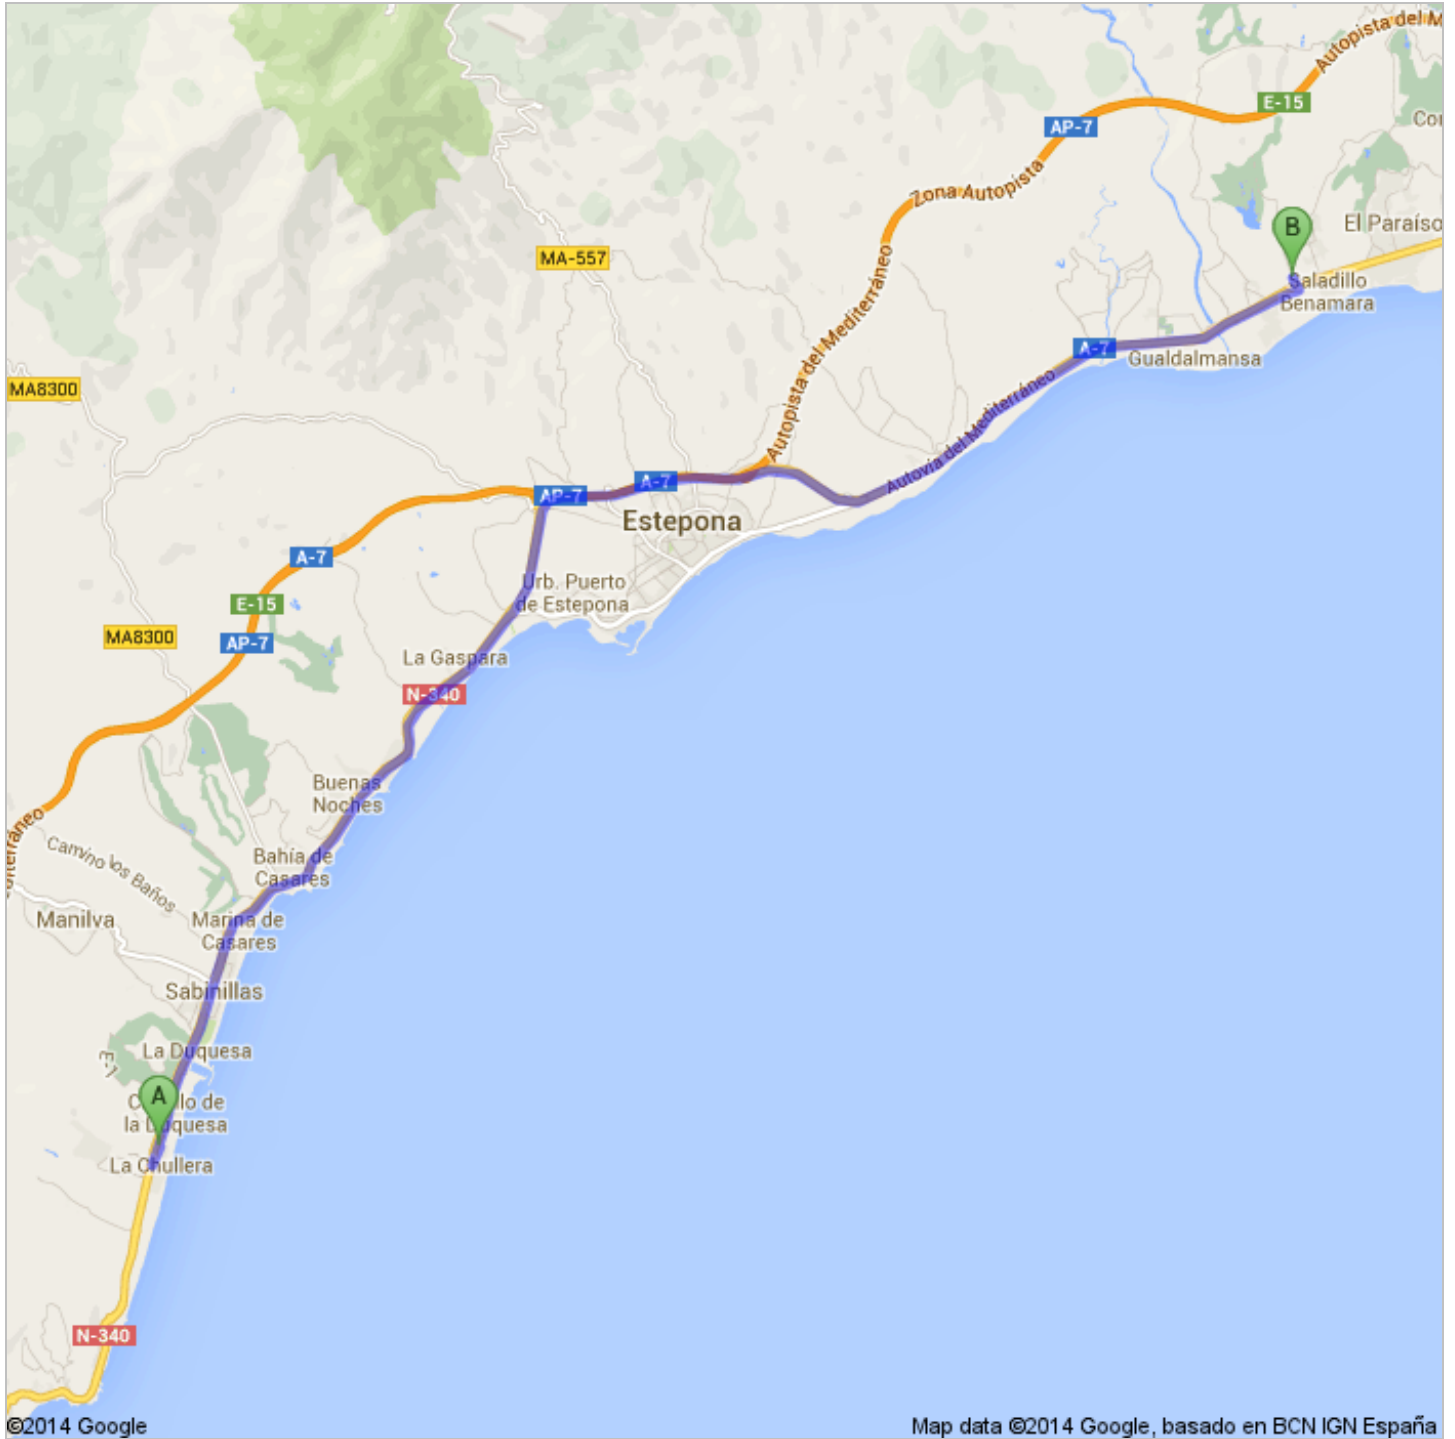 Autopista del M
E-15
Cor
AP-7
Zona Autopista
B
El Paraíso
MA-557
Saladillo
Benamara
Autopista del Mediterráneo
A-7
Gualdalmansa
MA8300
Autovía del Mediterráneo
AP-7
A-7
Estepona
A-7
Urb. Puerto
de Estepona
E-15
MA8300
AP-7
La Gaspara
N-340
Buenas
Noches
Camino los Baños
Bahía de
Casares
Manilva
Marina de
Casares
Sabinillas
La Duquesa
E-1
A
la Duquesa
La Chullera
N-340
©2014 Google
Map data ©2014 Google, basado en BCN IGN España